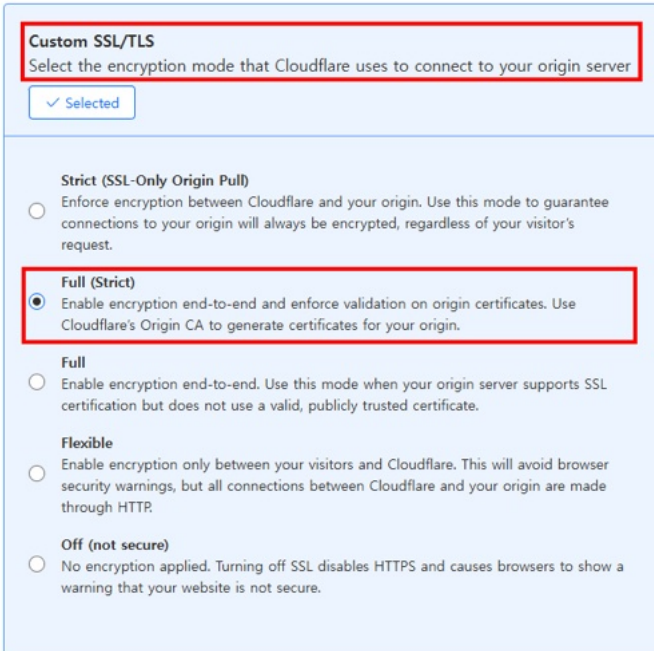 Custom SSL/TLS
Select the encryption mode that Cloudflare uses to connect to your origin server
Selected
Strict (SSL-Only Origin Pull)
Enforce encryption between Cloudflare and your origin. Use this mode to guarantee
connections to your origin will always be encrypted, regardless of your visitor's
request.
Full (Strict)
Enable encryption end-to-end and enforce validation on origin certificates. Use
Cloudflare's Origin CA to generate certificates for your origin.
Full
Enable encryption end-to-end. Use this mode when your origin server supports SSL
certification but does not use a valid, publicly trusted certificate.
Flexible
Enable encryption only between your visitors and Cloudflare. This will avoid browser
security warnings, but all connections between Cloudflare and your origin are made
through HTTP.
Off (not secure)
No encryption applied. Turning off SSL disables HTTPS and causes browsers to show a
warning that your website is not secure.